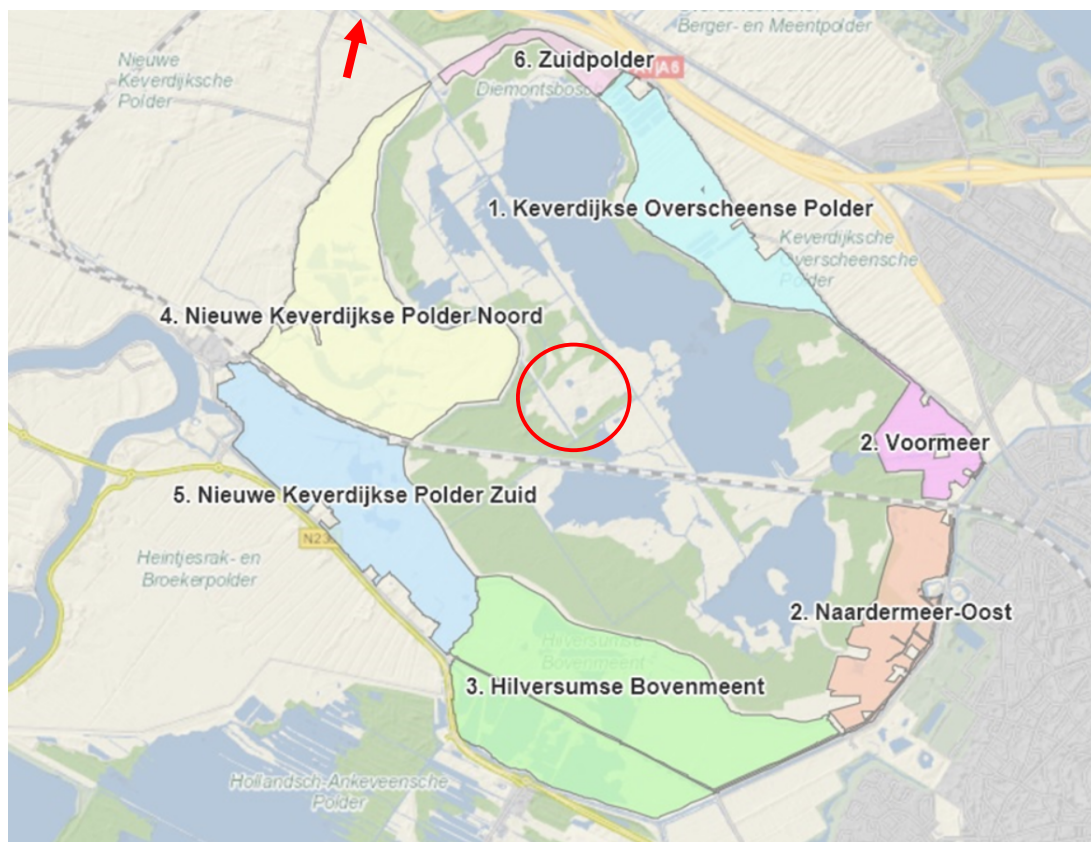 Berger- en Meentpolder
Nieuwe
Keverdijksche
Polder
6. Zuidpolder
A6
Diemontsbos
1. Keverdijkse Overscheense Polder
Keverdijksche
Overscheensche
Polder
4. Nieuwe Keverdijkse Polder Noord
2. Voormeer
5. Nieuwe Keverdijkse Polder Zuid
N23
Heintjesrak- en
Broekerpolder
2. Naardermeer-Oost
Hilversumse
Bovenmeent
3. Hilversumse Bovenmeent
Hollandsch-Ankeveensche
Polder